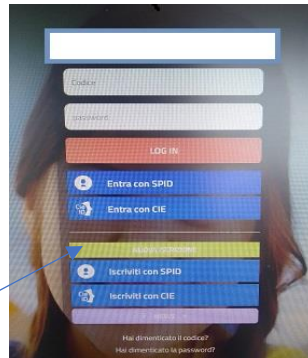 Codice
password
LOG IN
Entra con SPID
Entra con CIE
Iscriviti con SPID
Iscriviti con CIE
Hai dimenticato il codice?
Hai dimenticato la password?